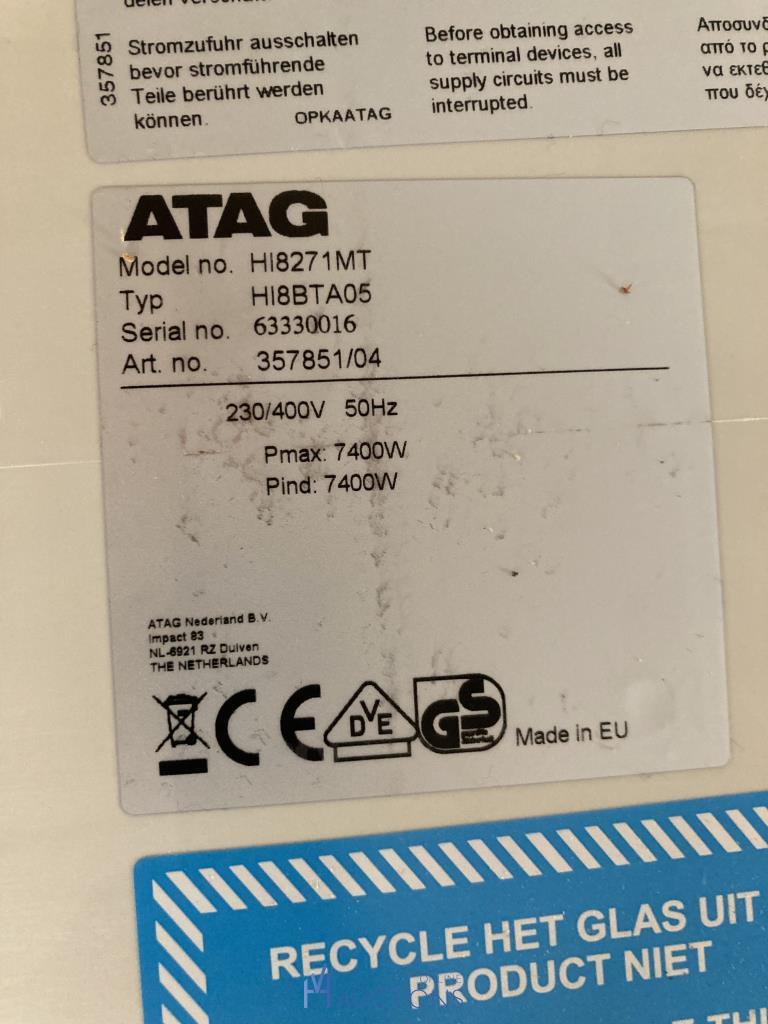 357851
Stromzufuhr ausschalten
bevor stromführende
Teile berührt werden
können.
OPKAATAG
Before obtaining access
to terminal devices, all
supply circuits must be
interrupted.
από το
να
που
ATAG
Model no. HI8271MT
Typ HI8BTA05
Serial no. 63330016
Art. no. 357851/04
230/400V 50Hz
Pmax: 7400W
Pind: 7400W
ATAG Nederland B.V.
Impact 83
NL-6921 RZ Duiven
THE NETHERLANDS
CE
DVE
GS
Made in EU
RECYCLE HET GLAS UIT
PRODUCT NIET
ONLINE